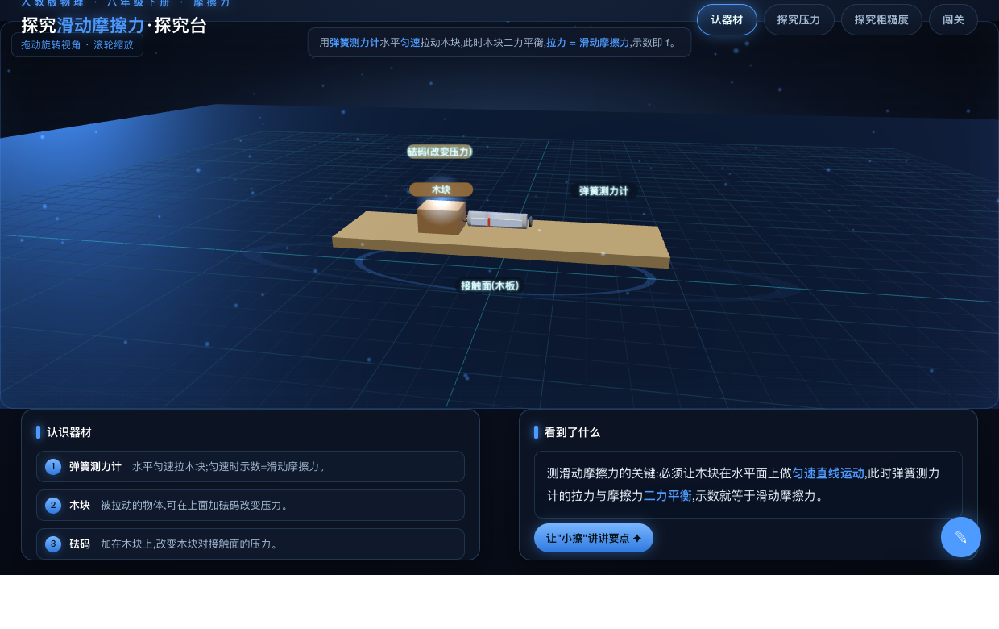 人教版物理 · 八年级下册 · 摩擦力
探究滑动摩擦力·探究台
拖动旋转视角 · 滚轮缩放
用弹簧测力计水平匀速拉动木块,此时木块二力平衡,拉力 = 滑动摩擦力,示数即 f。
认器材
探究压力
探究粗糙度
闯关
砝码(改变压力)
木块
弹簧测力计
接触面(木板)
认识器材
1 弹簧测力计 水平匀速拉木块;匀速时示数=滑动摩擦力。
2 木块 被拉动的物体,可在上面加砝码改变压力。
3 砝码 加在木块上,改变木块对接触面的压力。
看到了什么
测滑动摩擦力的关键:必须让木块在水平面上做匀速直线运动,此时弹簧测力
计的拉力与摩擦力二力平衡,示数就等于滑动摩擦力。
让"小擦"讲讲要点 ✦